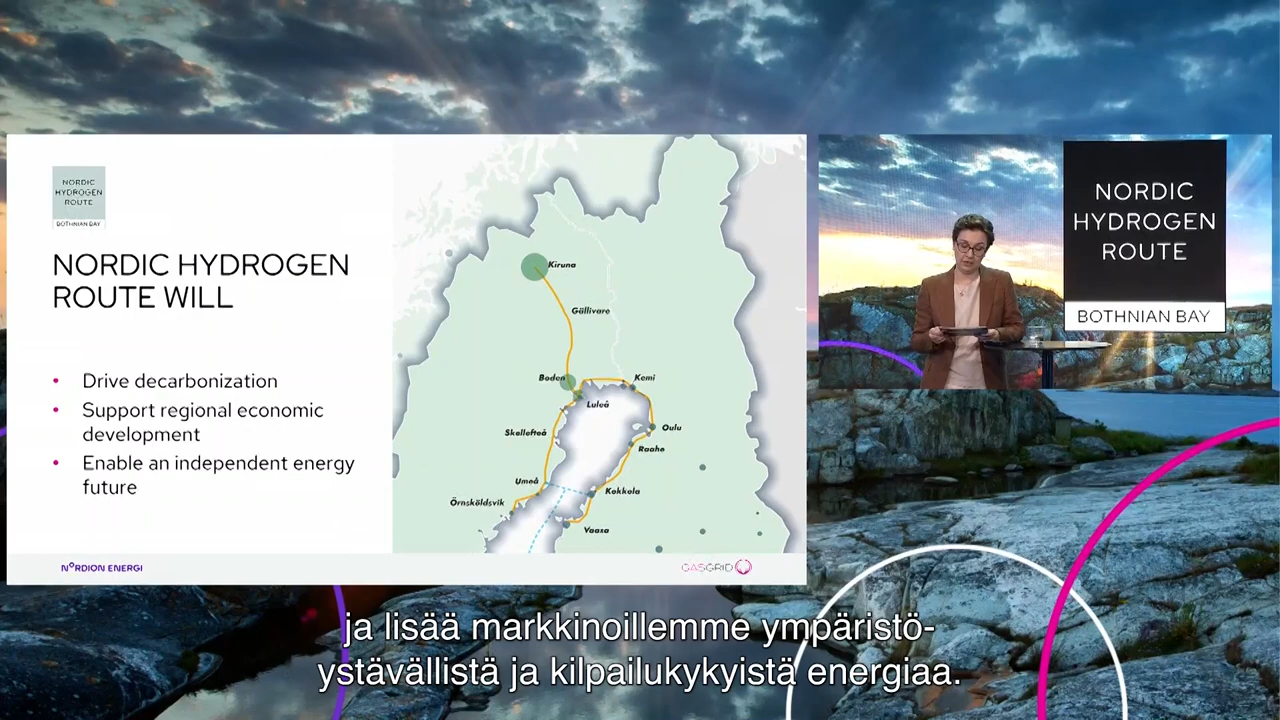 NORDIC
HYDROGEN
ROUTE
BOTHNIAN BAY
NORDIC HYDROGEN
ROUTE WILL
• Drive decarbonization
• Support regional economic
development
• Enable an independent energy
future
Kiruna
Gällivare
Boden
Kemi
Luleå
Skellefteå
Oulu
Raahe
Umeå
Kokkola
Örnsköldsvik
Vaasa
NORDION ENERGI
GASGRID
NORDIC
HYDROGEN
ROUTE
BOTHNIAN BAY
ja lisää markkinoillemme ympäristö-
ystävällistä ja kilpailukykyistä energiaa.